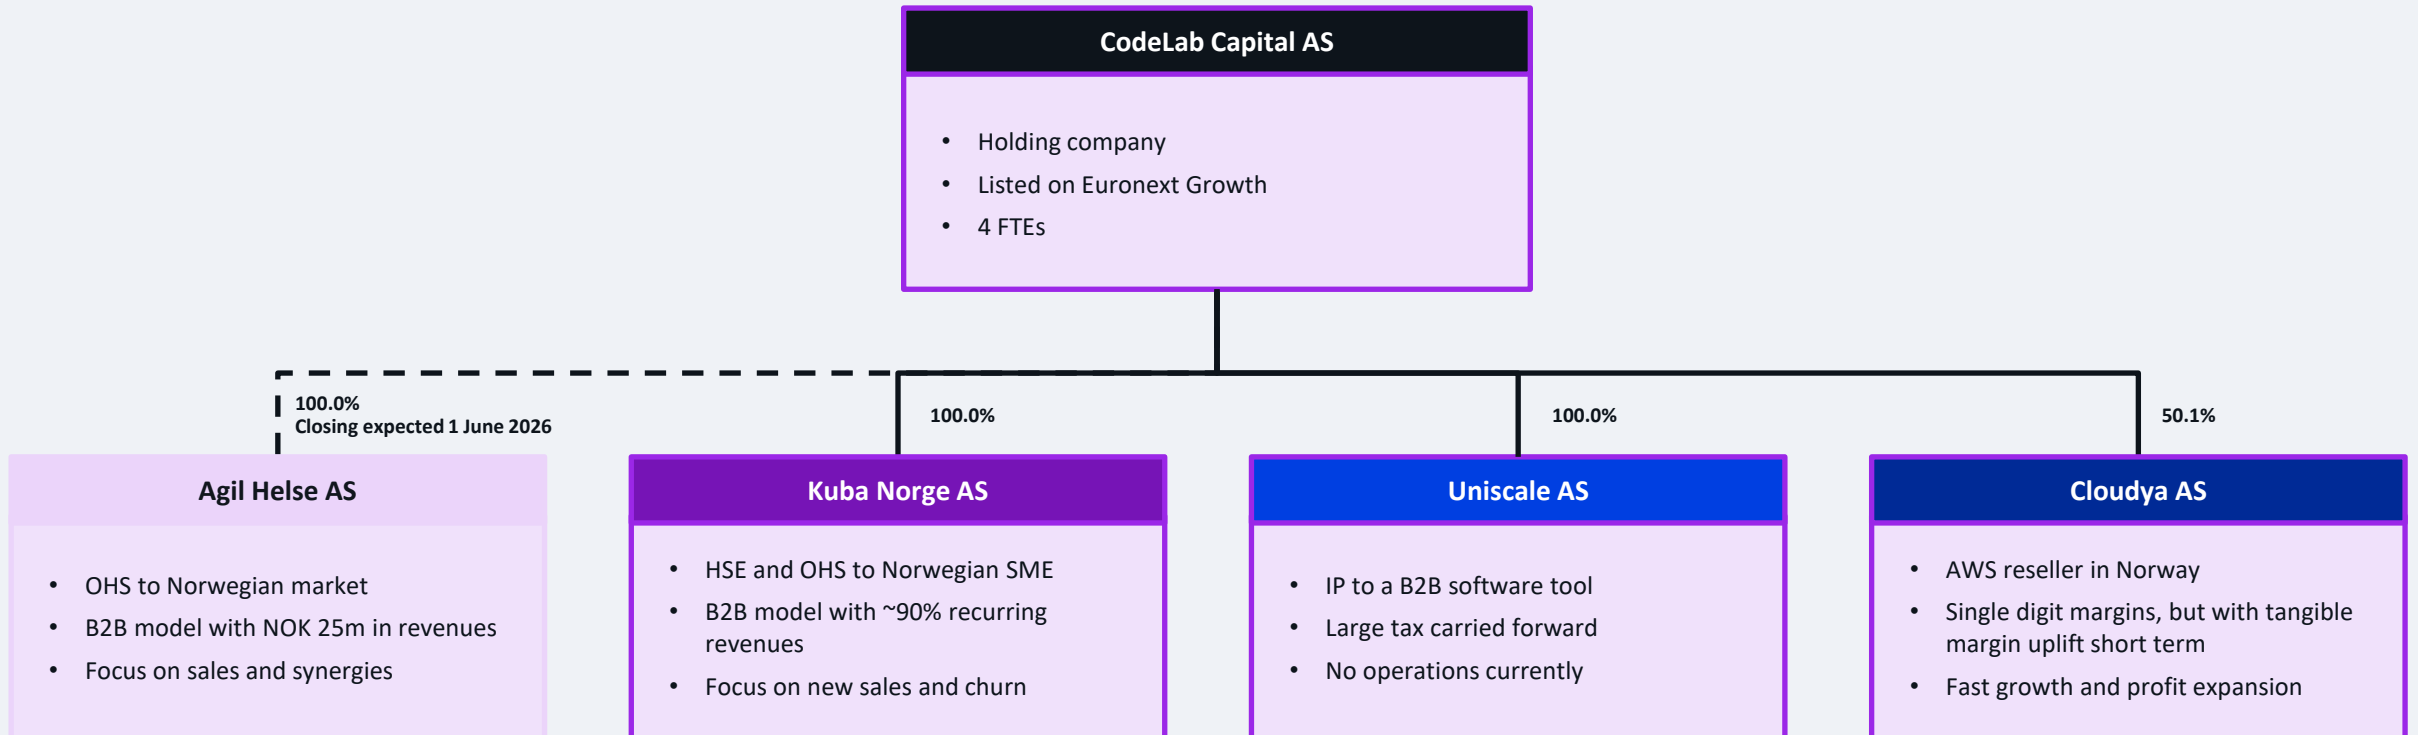 CodeLab Capital AS
• Holding company
• Listed on Euronext Growth
• 4 FTEs
100.0%
Closing expected 1 June 2026
100.0%
100.0%
50.1%
Agil Helse AS
• OHS to Norwegian market
• B2B model with NOK 25m in revenues
• Focus on sales and synergies
Kuba Norge AS
• HSE and OHS to Norwegian SME
• B2B model with ~90% recurring
revenues
• Focus on new sales and churn
Uniscale AS
• IP to a B2B software tool
• Large tax carried forward
• No operations currently
Cloudya AS
• AWS reseller in Norway
• Single digit margins, but with tangible
margin uplift short term
• Fast growth and profit expansion